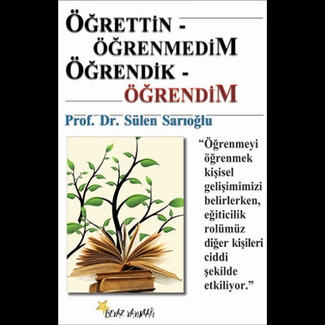 ÖĞRETTİN -
ÖĞRENMEDİM
ÖĞRENDİK -
ÖĞRENDİM
Prof. Dr. Sülen Sarıoğlu
“Öğrenmeyi
öğrenmek
kişisel
gelişimimizi
belirlerken,
eğiticilik
rolümüz
diğer kişileri
ciddi
şekilde
etkiliyor.”
BEYAZ YAYINLARI